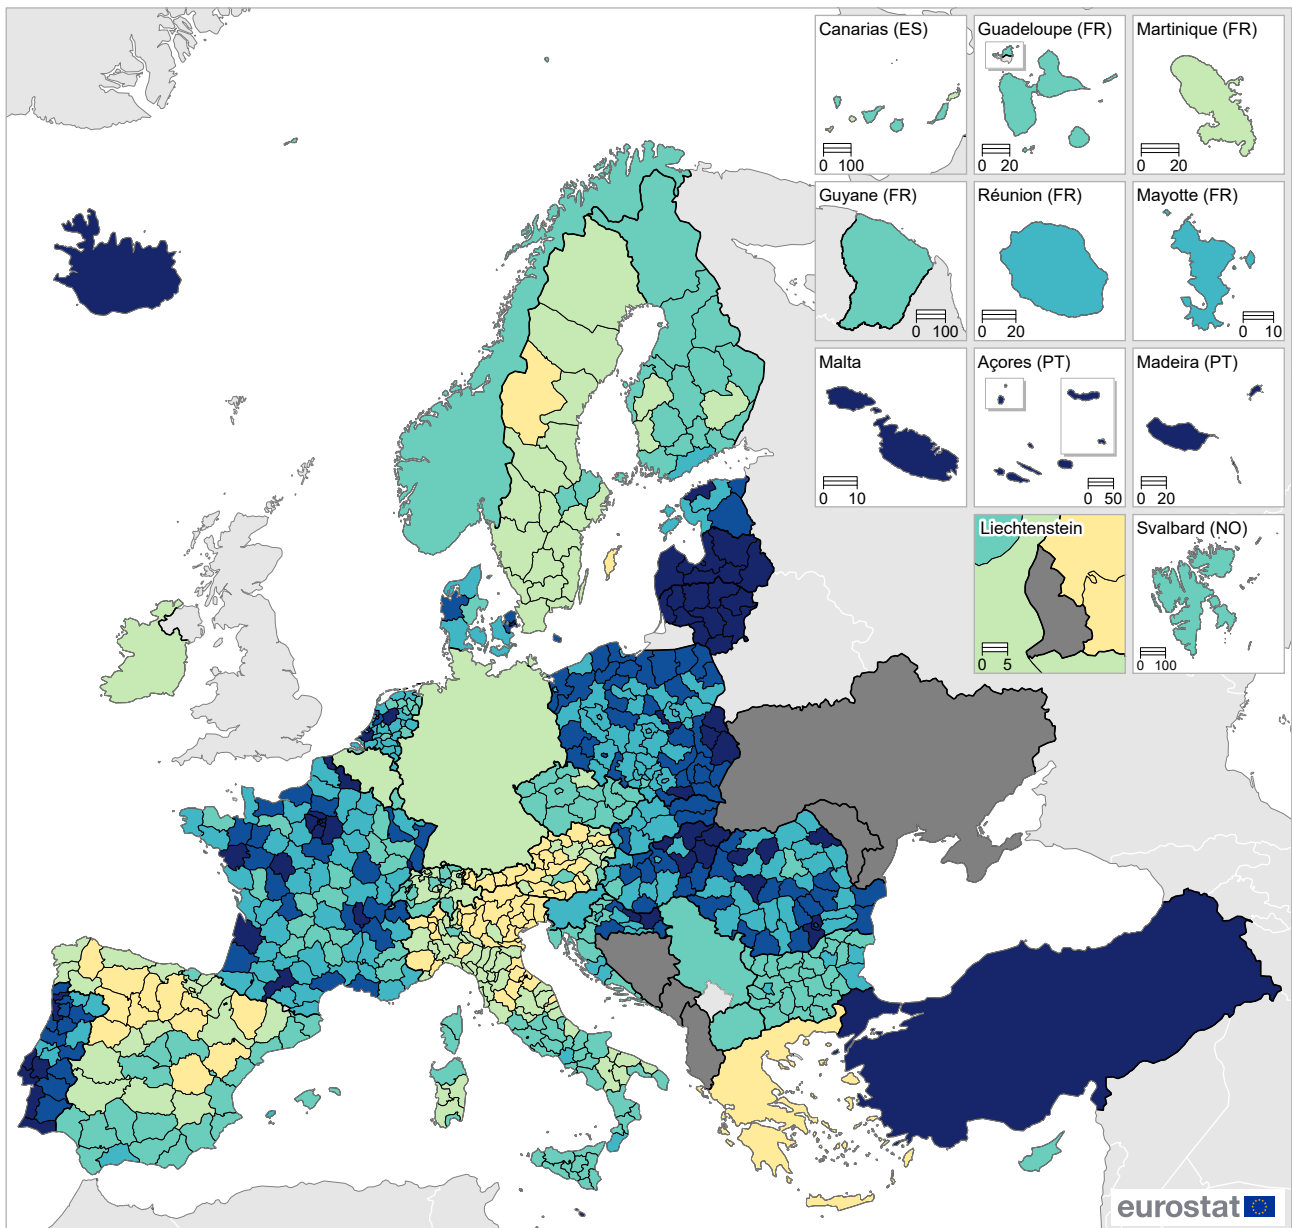 Canarias (ES)
0 100
Guadeloupe (FR)
0 20
Martinique (FR)
0 20
Guyane (FR)
0 100
Réunion (FR)
0 20
Mayotte (FR)
0 10
Malta
0 10
Açores (PT)
0 50
Madeira (PT)
0 20
Liechtenstein
0 5
Svalbard (NO)
0 100
eurostat